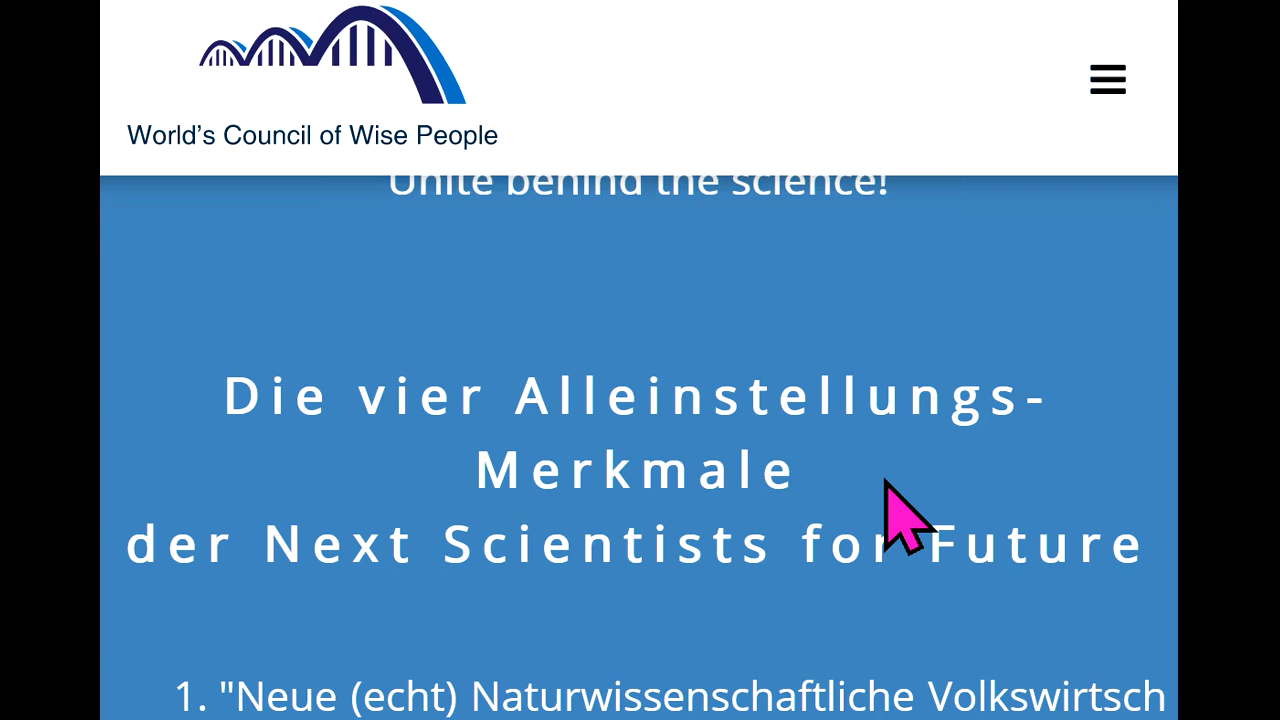 World's Council of Wise People
Unite behind the science!
Die vier Alleinstellungs-
Merkmale
der Next Scientists for Future
1. "Neue (echt) Naturwissenschaftliche Volkswirtsch